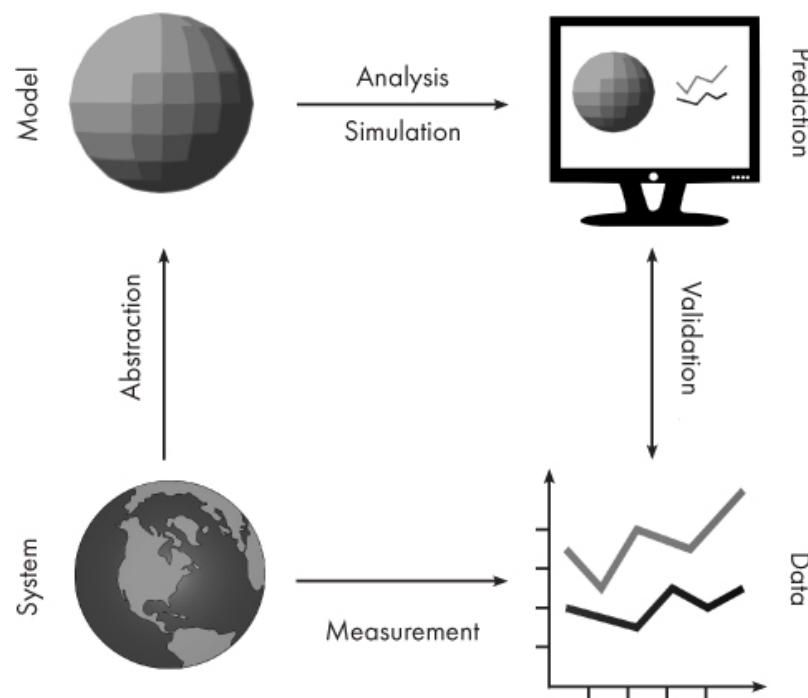 Model
Analysis
Simulation
Prediction
Abstraction
Validation
System
Measurement
Data